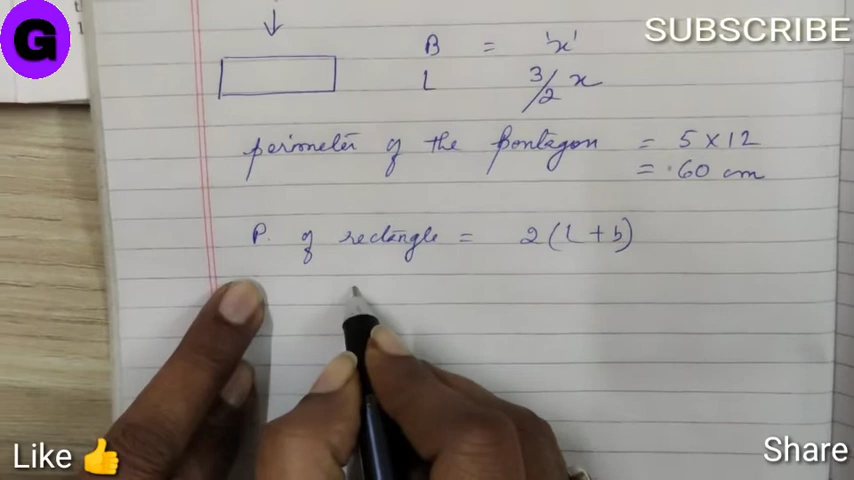 G
SUBSCRIBE
B = 'x'
L 3/2 x
perimeter of the pentagon = 5 × 12
= 60 cm
P. of rectangle = 2(L + b)
Like 👍
Share